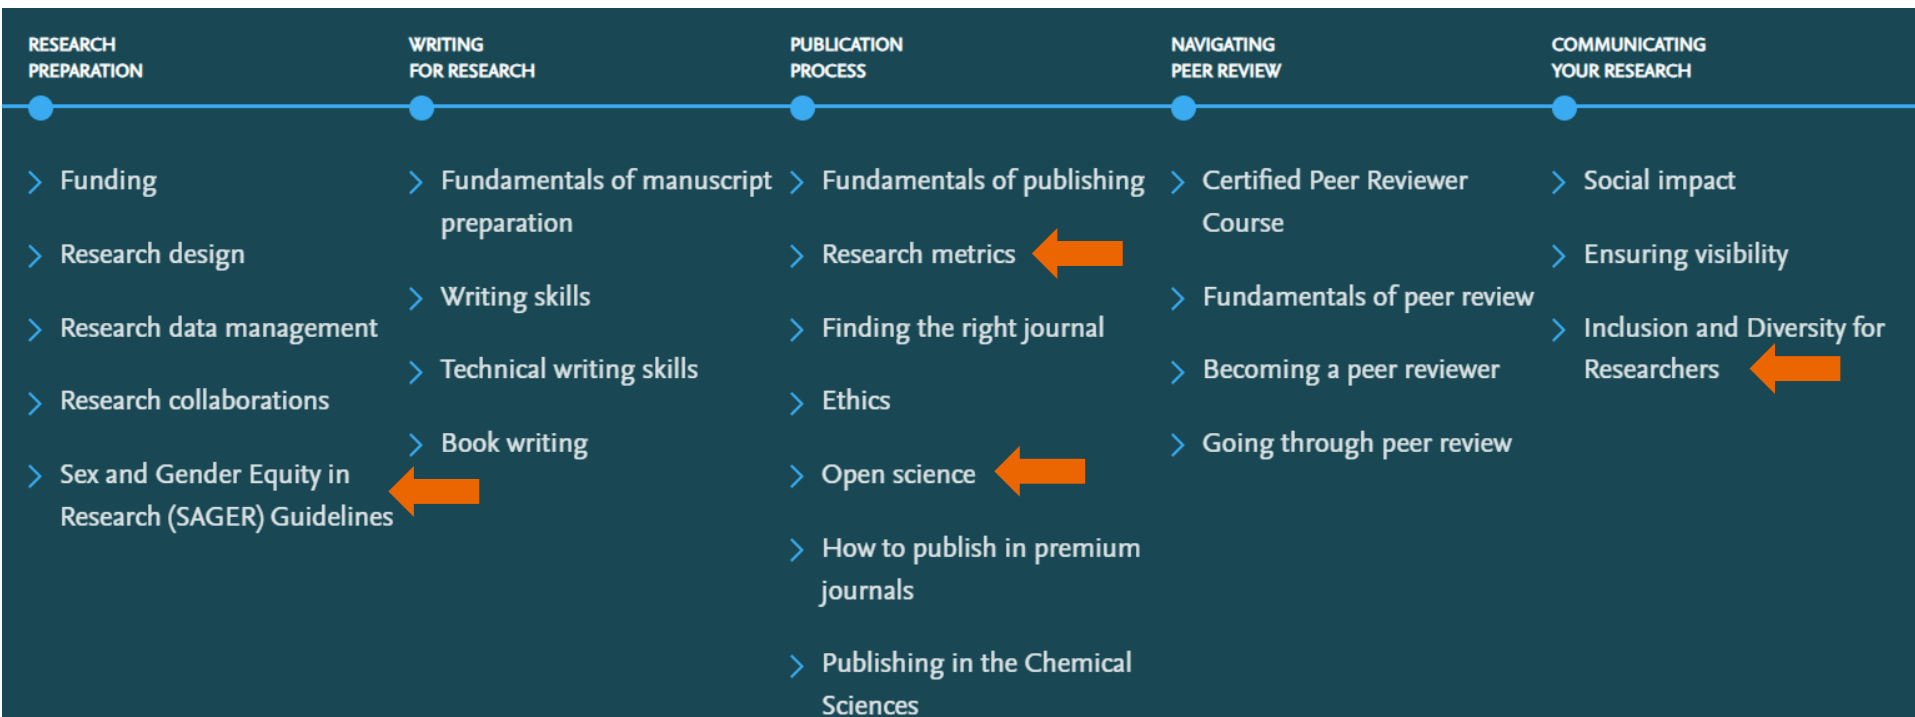 RESEARCH
PREPARATION
Funding
Research design
Research data management
Research collaborations
Sex and Gender Equity in
Research (SAGER) Guidelines
WRITING
FOR RESEARCH
Fundamentals of manuscript
preparation
Writing skills
Technical writing skills
Book writing
PUBLICATION
PROCESS
Fundamentals of publishing
Research metrics
Finding the right journal
Ethics
Open science
How to publish in premium
journals
Publishing in the Chemical
Sciences
NAVIGATING
PEER REVIEW
Certified Peer Reviewer
Course
Fundamentals of peer review
Becoming a peer reviewer
Going through peer review
COMMUNICATING
YOUR RESEARCH
Social impact
Ensuring visibility
Inclusion and Diversity for
Researchers